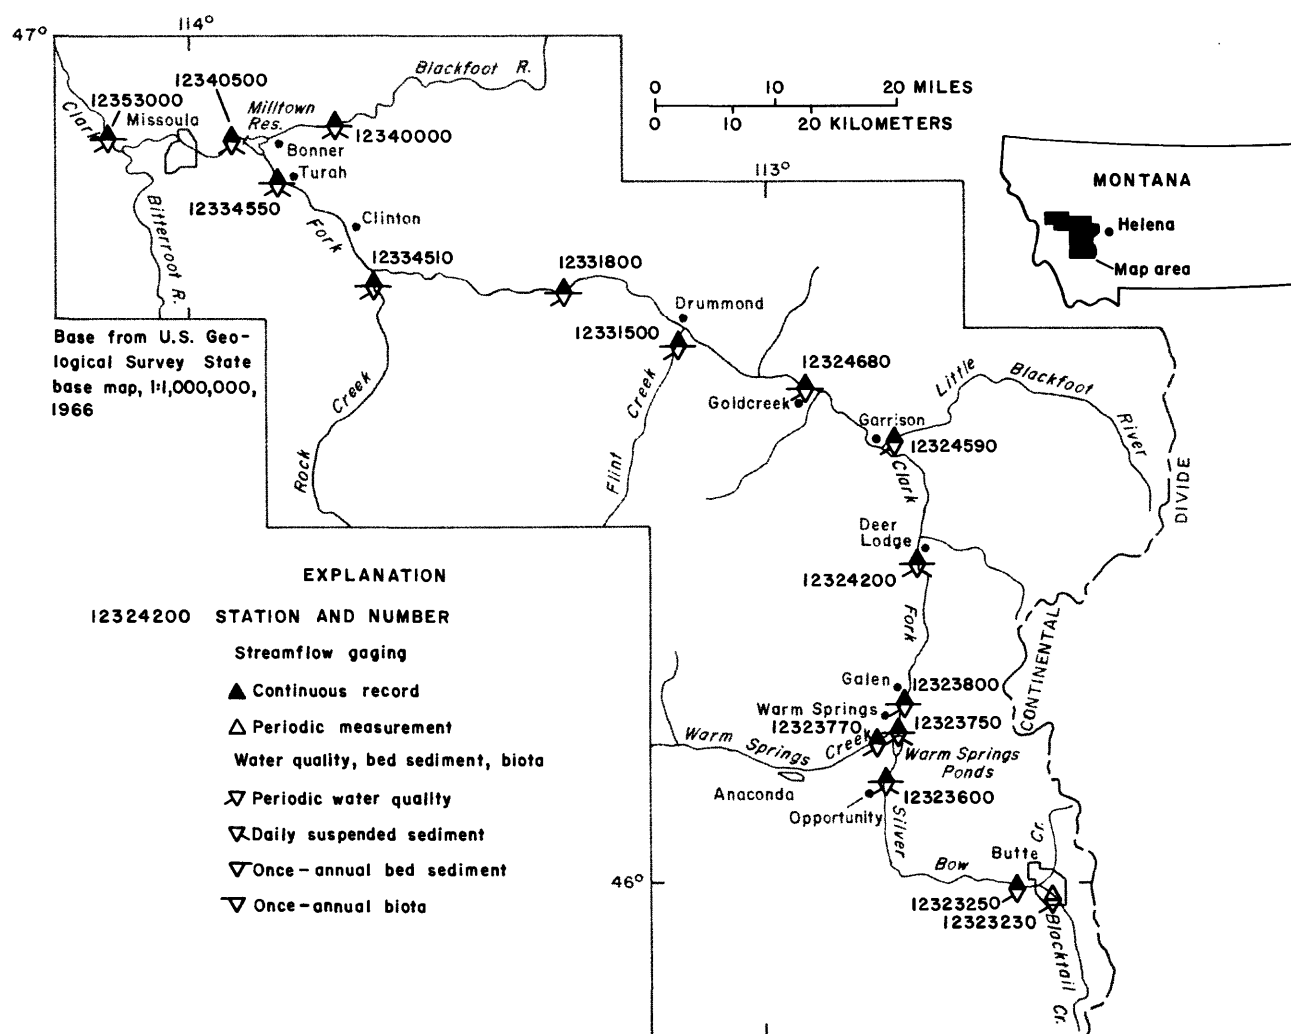 47°
114°
12353000
12340500
Blackfoot R.
Clark
Missoula
Milltown
Res.
12340000
Bonner
Turah
12334550
Bitterroot R.
Fork
Clinton
12334510
12331800
0 10 20 MILES
0 10 20 KILOMETERS
113°
MONTANA
Helena
Map area
Base from U.S. Geo-
logical Survey State
base map, 1:1,000,000,
1966
Drummond
12331500
12324680
Little Blackfoot River
Goldcreek
Garrison
12324590
Rock Creek
Flint Creek
Clark
DIVIDE
Deer
Lodge
12324200
Fork
CONTINENTAL
EXPLANATION
12324200 STATION AND NUMBER
Streamflow gaging
Continuous record
Periodic measurement
Water quality, bed sediment, biota
Periodic water quality
Daily suspended sediment
Once-annual bed sediment
Once-annual biota
Galen
12323800
Warm Springs
12323770
12323750
Warm Springs Creek
Warm Springs
Ponds
Anaconda
12323600
Opportunity
Silver
Bow
Cr.
Butte
46°
12323250
12323230
Blacktail Cr.